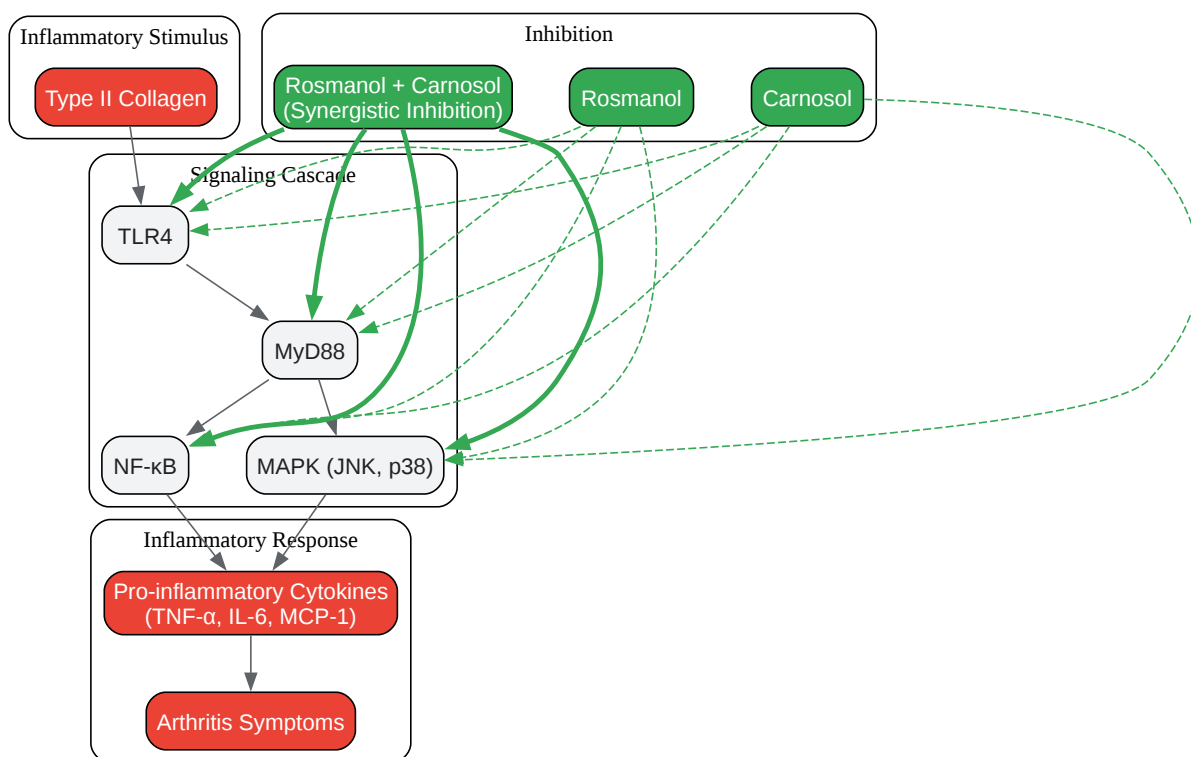 Inflammatory Stimulus
Type II Collagen
Inhibition
Rosmanol + Carnosol
(Synergistic Inhibition)
Rosmanol
Carnosol
Signaling Cascade
TLR4
MyD88
NF-κB
MAPK (JNK, p38)
Inflammatory Response
Pro-inflammatory Cytokines
(TNF-α, IL-6, MCP-1)
Arthritis Symptoms